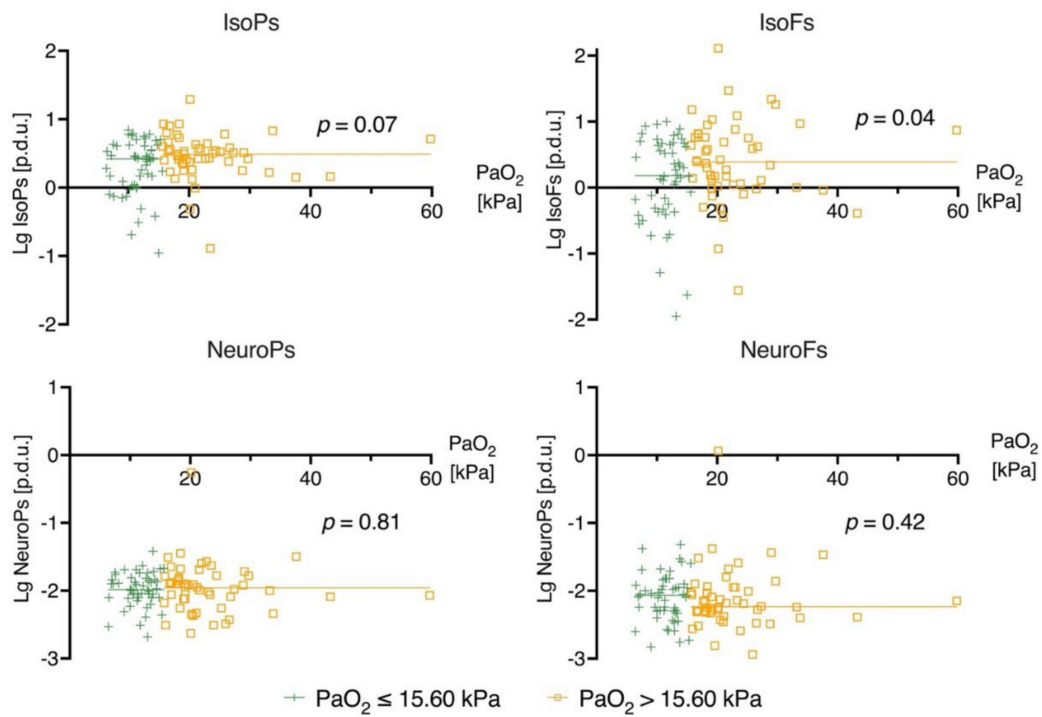 IsoPs
IsoFs
2
1
0
-1
-2
Lg IsoPs [p.d.u.]
p = 0.07
PaO₂
[kPa]
20
40
60
2
1
0
-1
-2
Lg IsoFs [p.d.u.]
p = 0.04
PaO₂
[kPa]
20
40
60
NeuroPs
NeuroFs
1
0
-1
-2
-3
Lg NeuroPs [p.d.u.]
PaO₂
[kPa]
20
40
60
p = 0.81
1
0
-1
-2
-3
Lg NeuroPs [p.d.u.]
PaO₂
[kPa]
20
40
60
p = 0.42
PaO₂ ≤ 15.60 kPa
PaO₂ > 15.60 kPa